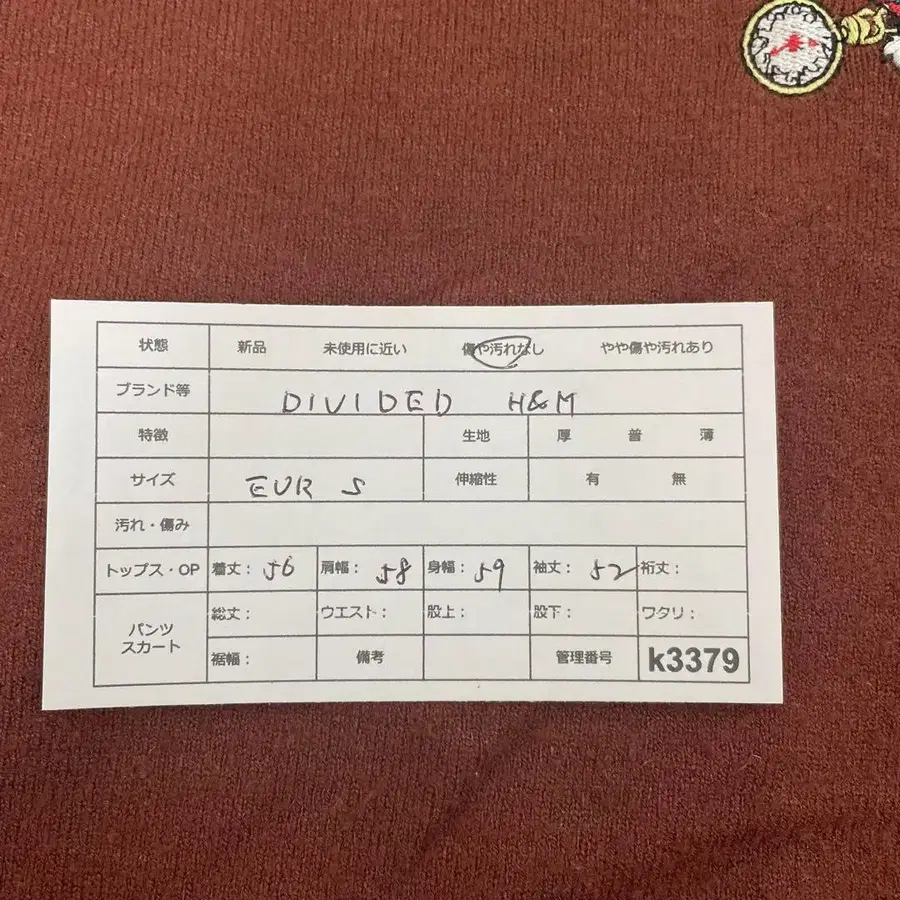 状態 新品 未使用に近い 傷や汚れなし やや傷や汚れあり
ブランド等 DIVIDED H&M
特徴 生地 厚 普 薄
サイズ EUR S 伸縮性 有 無
汚れ・傷み
トップス・OP 着丈: 56 肩幅: 58 身幅: 59 袖丈: 52 裄丈:
パンツ スカート 総丈: ウエスト: 股上: 股下: ワタリ:
裾幅: 備考 管理番号 k3379